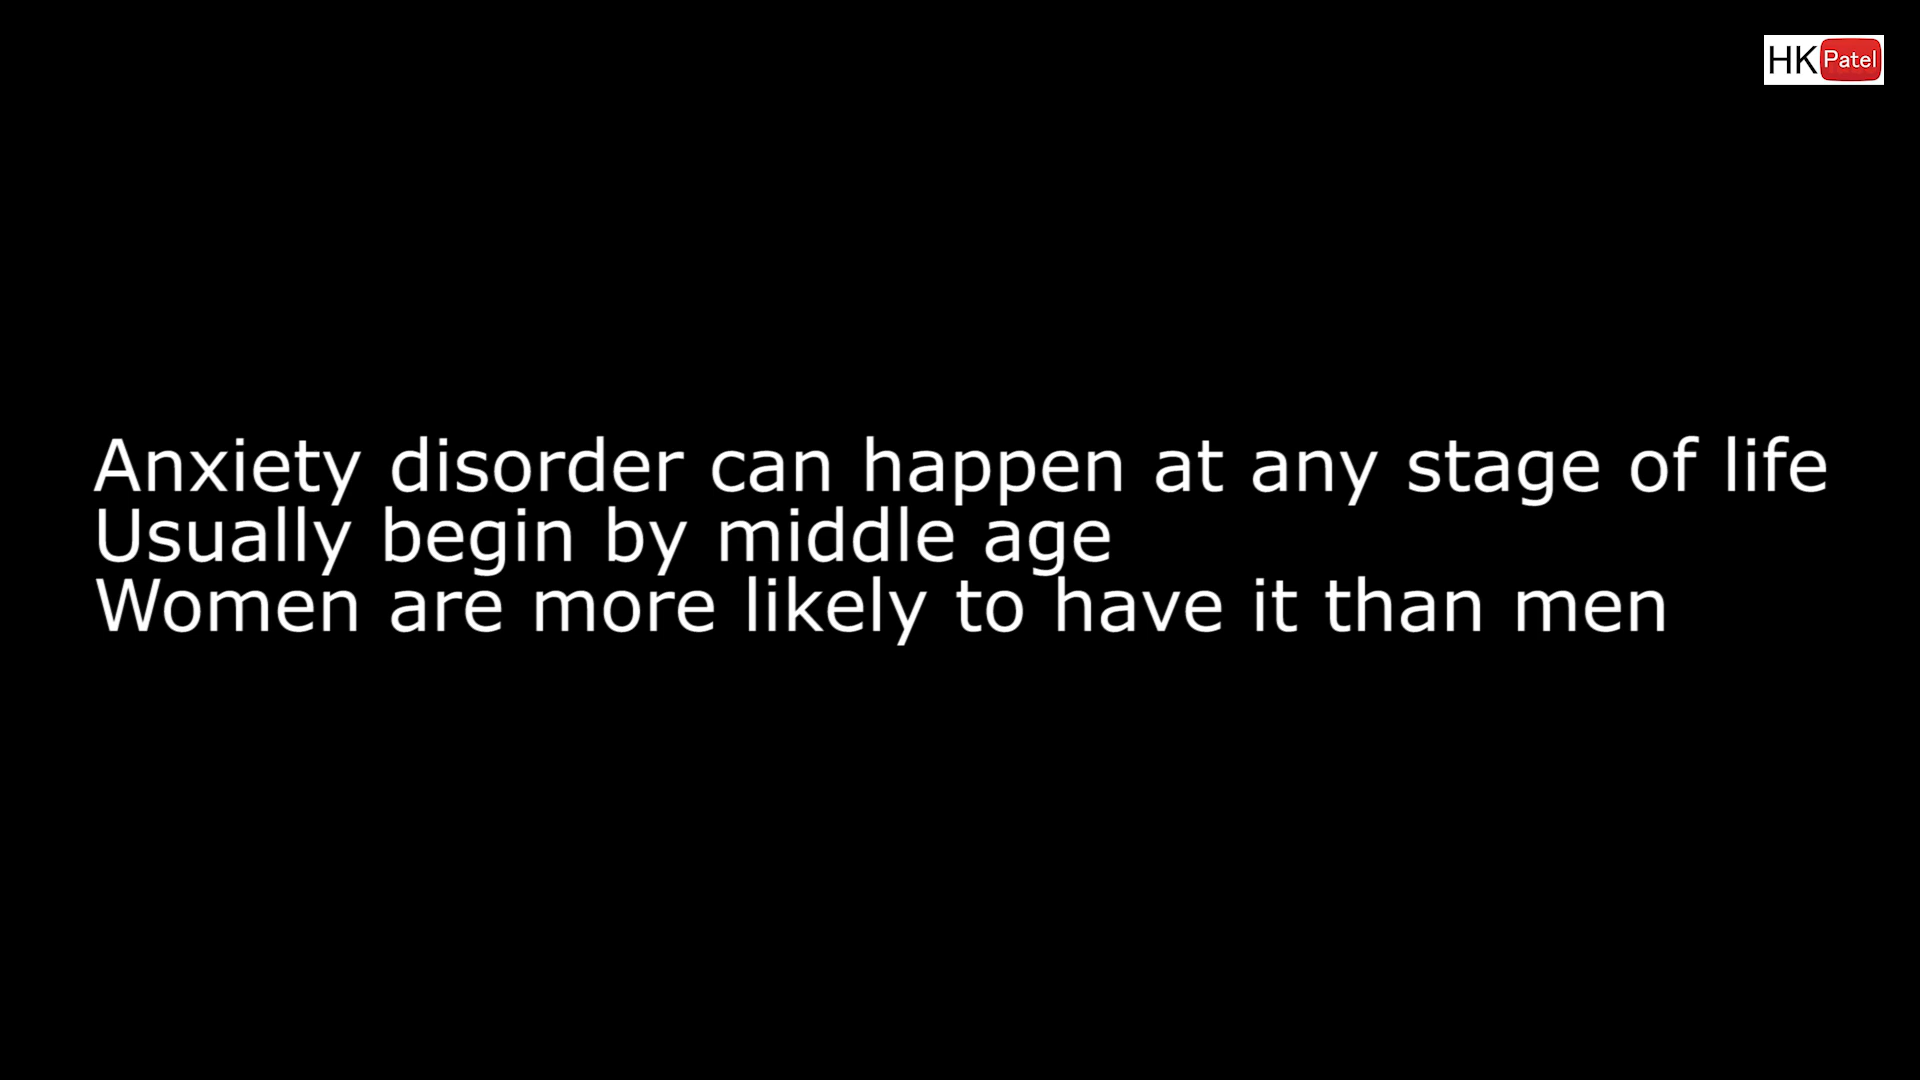 HK Patel
Anxiety disorder can happen at any stage of life
Usually begin by middle age
Women are more likely to have it than men